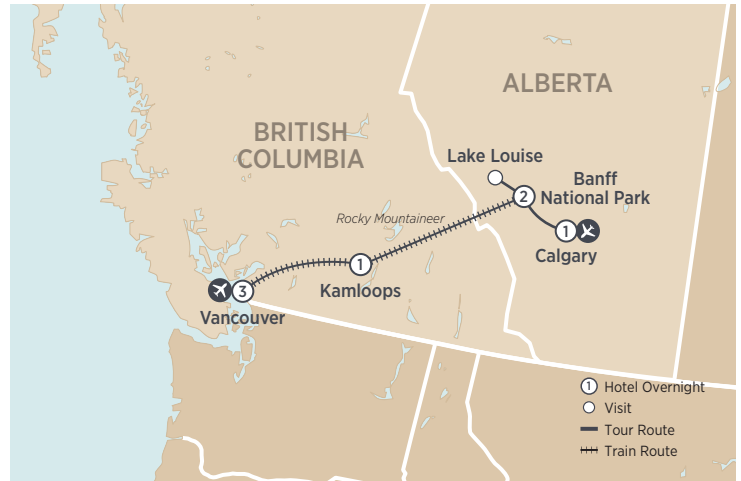 ALBERTA
BRITISH
COLUMBIA
Lake Louise
Banff
National Park
2
Rocky Mountaineer
1
Calgary
1
Kamloops
3
Vancouver
1 Hotel Overnight
Visit
Tour Route
Train Route